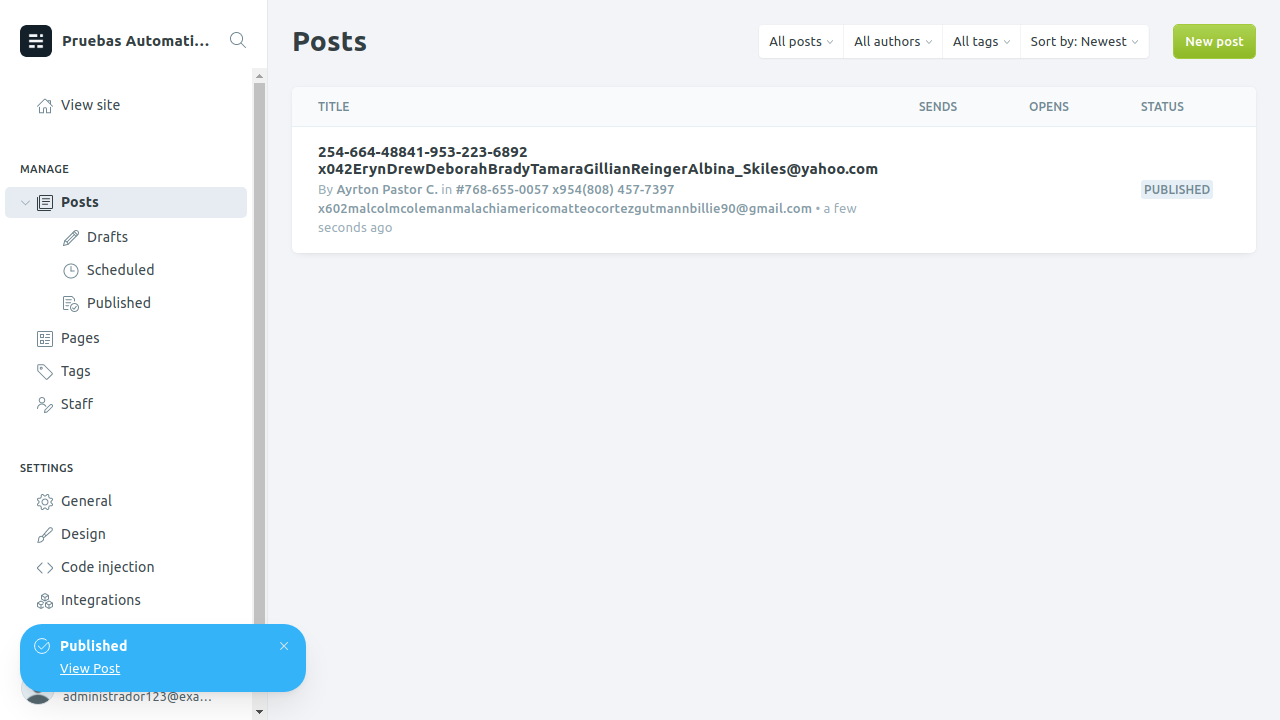 Pruebas Automati...
View site
MANAGE
Posts
Drafts
Scheduled
Published
Pages
Tags
Staff
SETTINGS
General
Design
Code injection
Integrations
Published
View Post
administrador123@exa...
Posts
All posts
All authors
All tags
Sort by: Newest
New post
TITLE SENDS OPENS STATUS
254-664-48841-953-223-6892
x042ErynDrewDeborahBradyTamaraGillianReingerAlbina_Skiles@yahoo.com
By Ayrton Pastor C. in #768-655-0057 x954(808) 457-7397
x602malcolmcolemanmalachiamericomatteocortezgutmannbillie90@gmail.com • a few
seconds ago
PUBLISHED